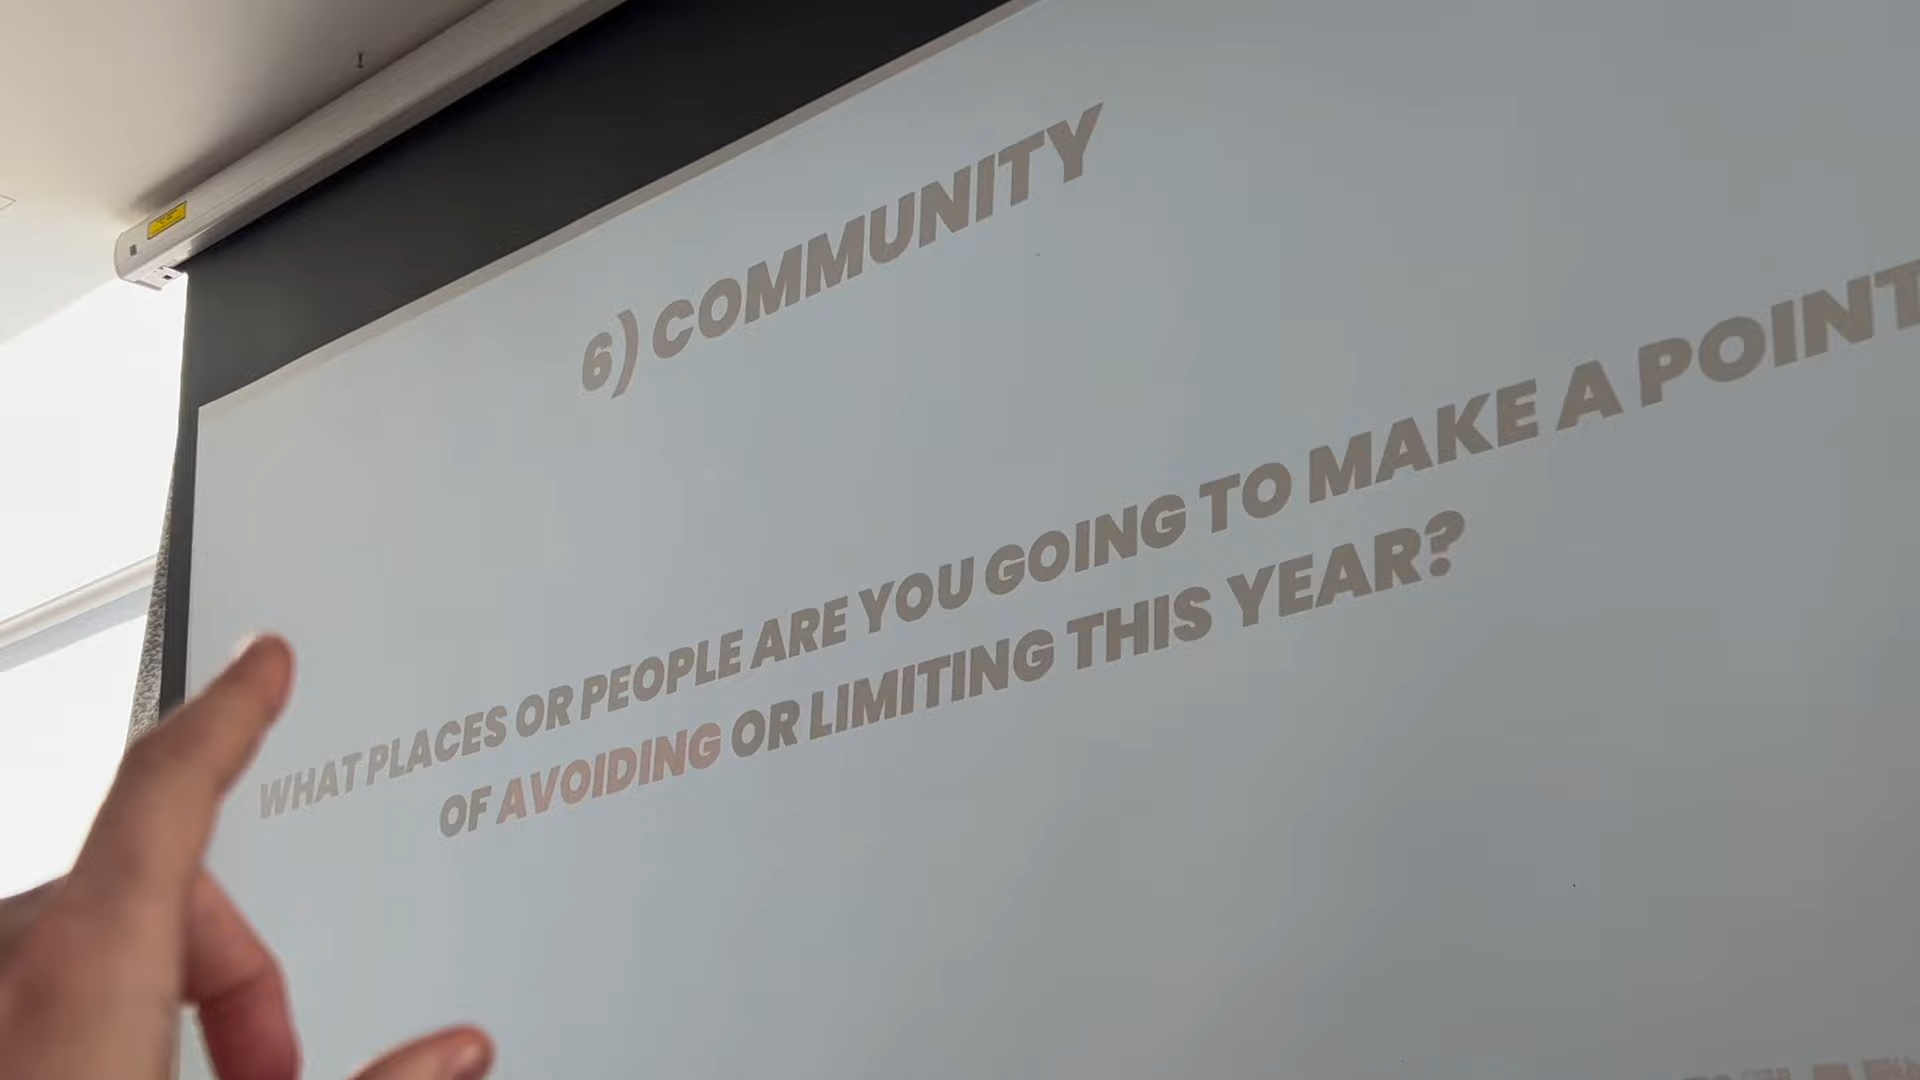 6) COMMUNITY
WHAT PLACES OR PEOPLE ARE YOU GOING TO MAKE A POINT
OF AVOIDING OR LIMITING THIS YEAR?